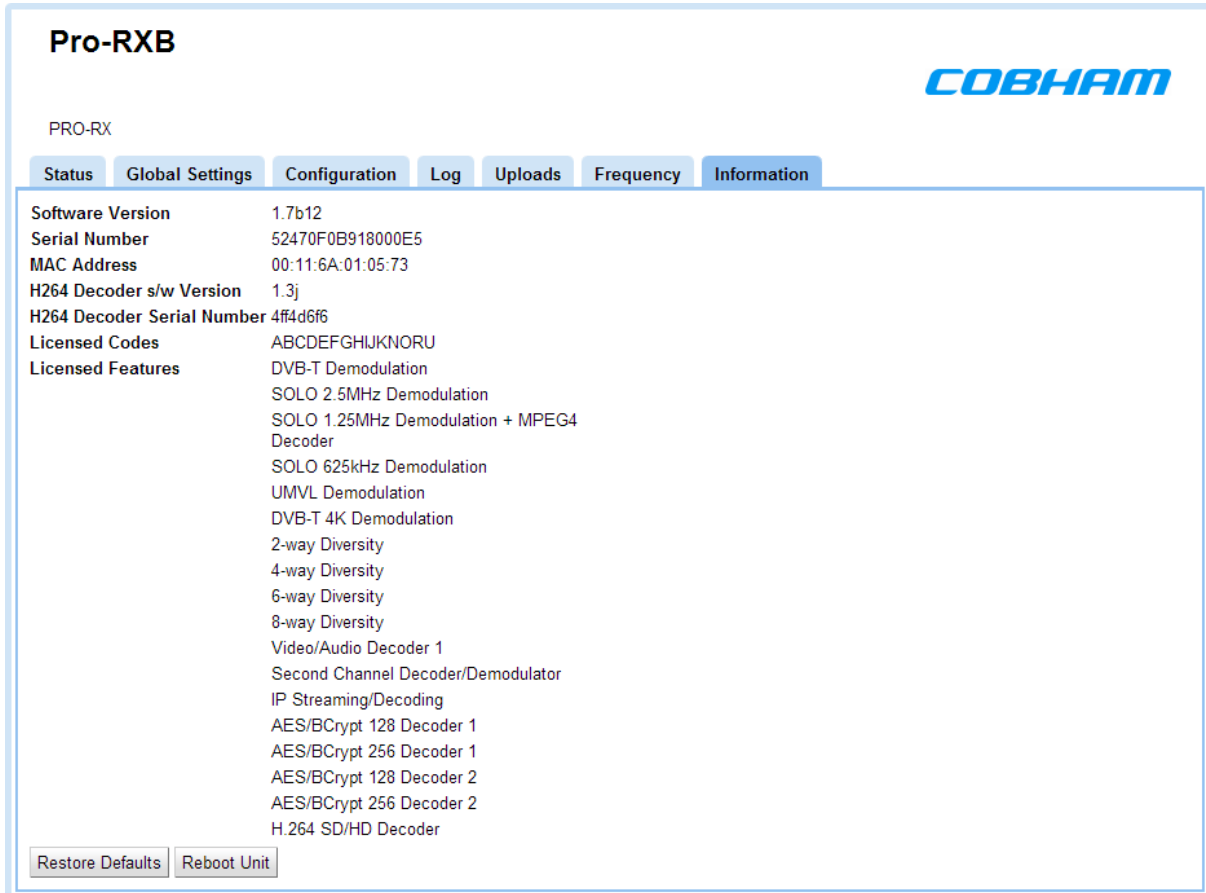 Pro-RXB
COBHAM
PRO-RX
Status Global Settings Configuration Log Uploads Frequency Information
Software Version 1.7b12
Serial Number 52470F0B918000E5
MAC Address 00:11:6A:01:05:73
H264 Decoder s/w Version 1.3j
H264 Decoder Serial Number 4ff4d6f6
Licensed Codes ABCDEFGHIJKNORU
Licensed Features DVB-T Demodulation
SOLO 2.5MHz Demodulation
SOLO 1.25MHz Demodulation + MPEG4
Decoder
SOLO 625kHz Demodulation
UMVL Demodulation
DVB-T 4K Demodulation
2-way Diversity
4-way Diversity
6-way Diversity
8-way Diversity
Video/Audio Decoder 1
Second Channel Decoder/Demodulator
IP Streaming/Decoding
AES/BCrypt 128 Decoder 1
AES/BCrypt 256 Decoder 1
AES/BCrypt 128 Decoder 2
AES/BCrypt 256 Decoder 2
H.264 SD/HD Decoder
Restore Defaults Reboot Unit